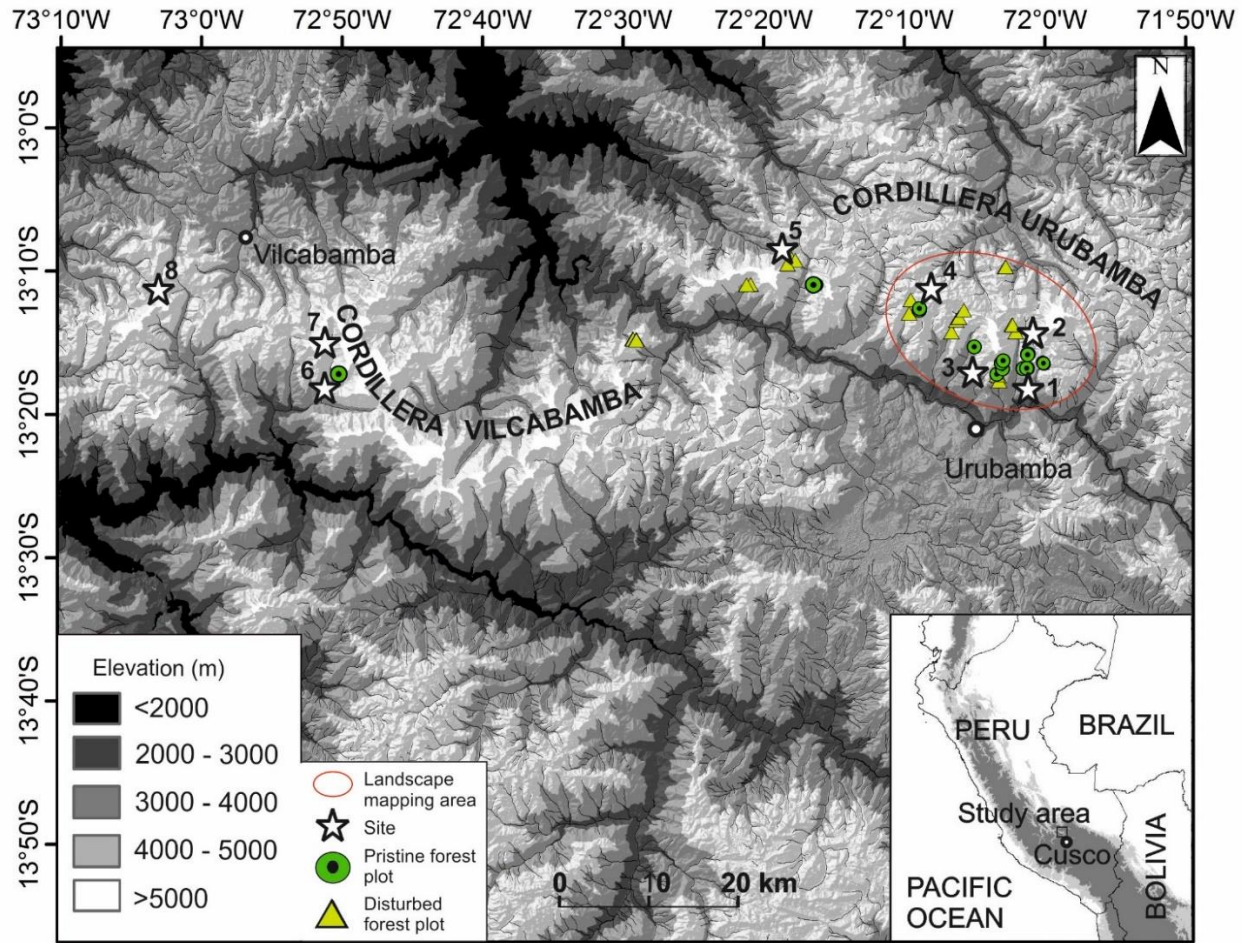 73°10'W 73°0'W 72°50'W 72°40'W 72°30'W 72°20'W 72°10'W 72°0'W 71°50'W
N
13°0'S
13°10'S
13°20'S
13°30'S
13°40'S
13°50'S
CORDILLERA URUBAMBA
5
8
Vilcabamba
4
7
CORDILLERA VILCABAMBA
2
6
3
1
Urubamba
Elevation (m)
<2000
2000 - 3000
3000 - 4000
4000 - 5000
>5000
Landscape
mapping area
Site
Pristine forest
plot
Disturbed
forest plot
0 10 20 km
PERU
BRAZIL
Study area
Cusco
BOLIVIA
PACIFIC
OCEAN